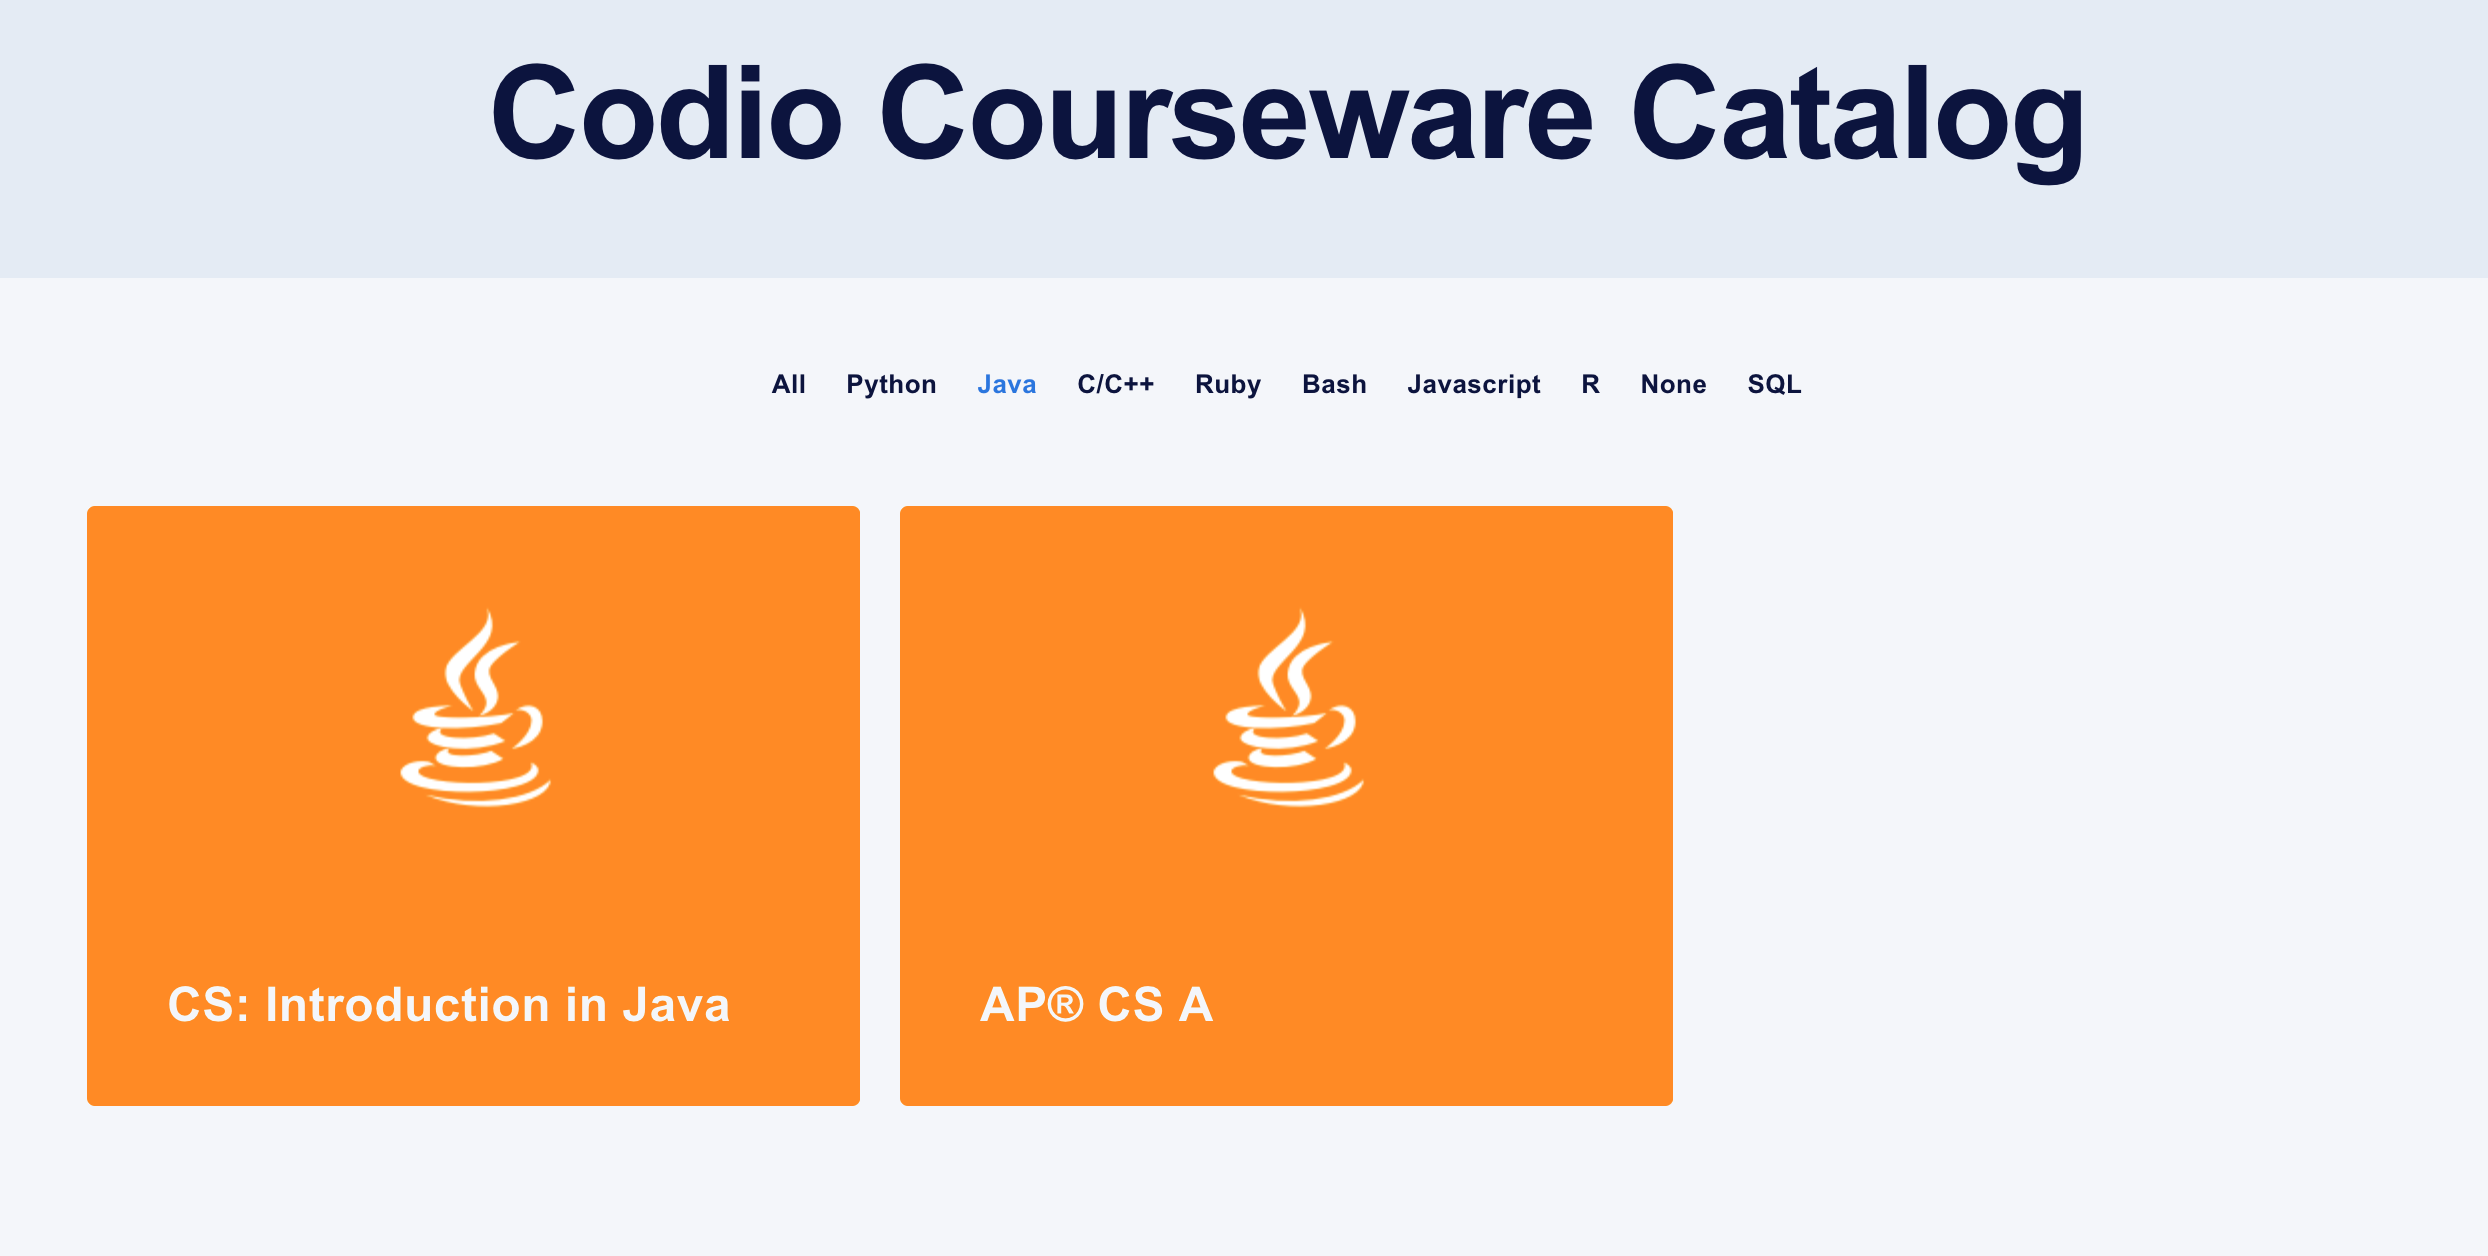 Codio Courseware Catalog
All Python Java C/C++ Ruby Bash Javascript R None SQL
CS: Introduction in Java
AP® CS A